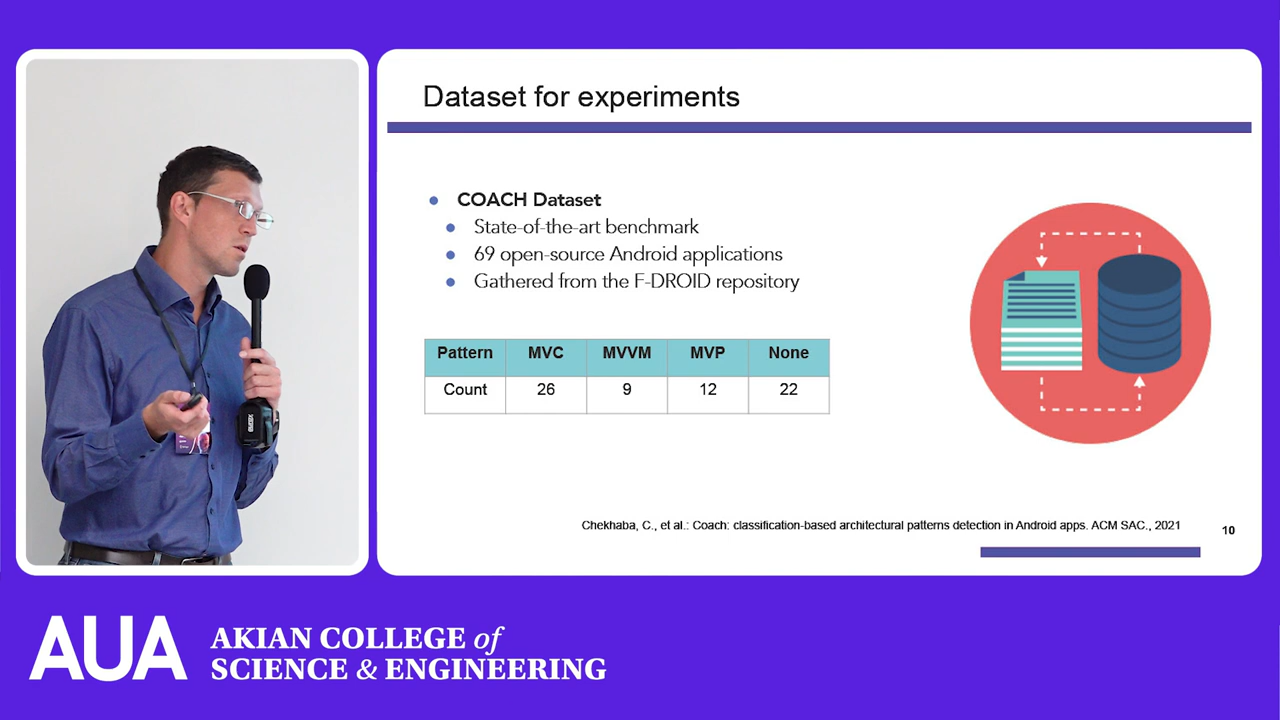 Dataset for experiments
COACH Dataset
State-of-the-art benchmark
69 open-source Android applications
Gathered from the F-DROID repository
Pattern MVC MVVM MVP None
Count 26 9 12 22
Chekhaba, C., et al.: Coach: classification-based architectural patterns detection in Android apps. ACM SAC., 2021
10
AUA
AKIAN COLLEGE of
SCIENCE & ENGINEERING